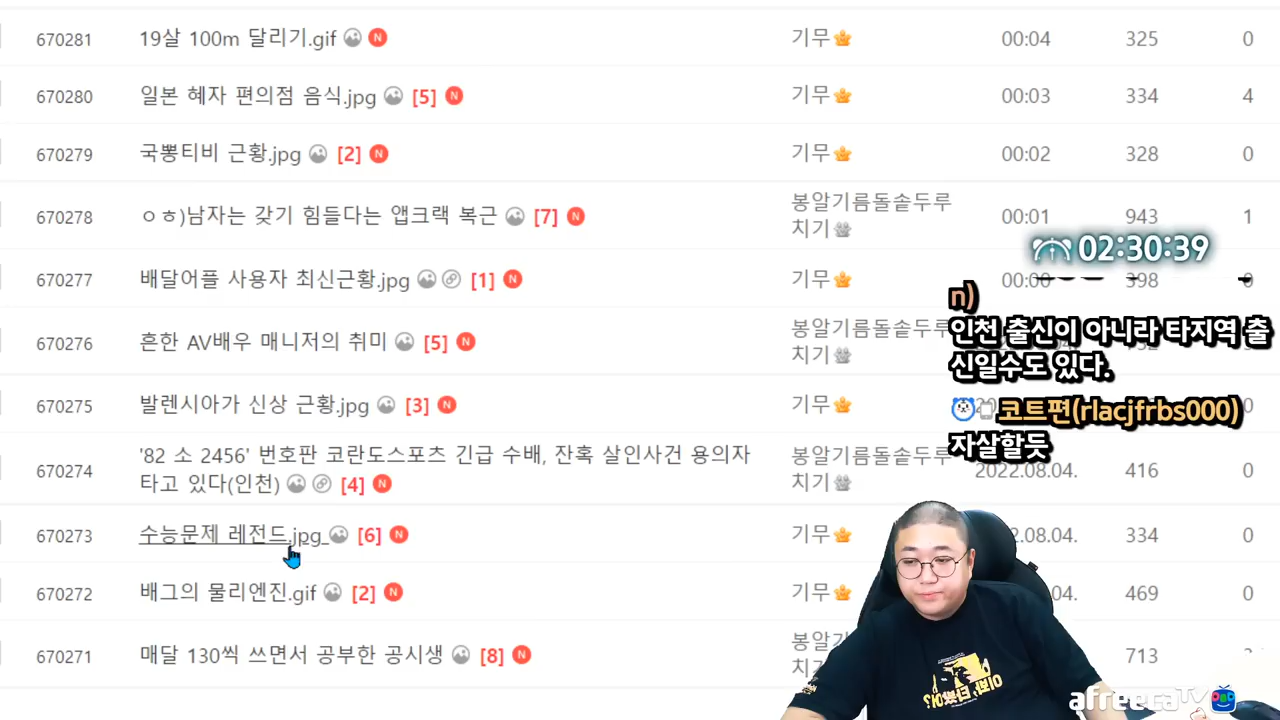 670281 19살 100m 달리기.gif N 기무 00:04 325 0
670280 일본 혜자 편의점 음식.jpg [5] N 기무 00:03 334 4
670279 국뽕티비 근황.jpg [2] N 기무 00:02 328 0
670278 ㅇㅎ)남자는 갖기 힘들다는 앱크랙 복근 [7] N 봉알기름돌솥두루 00:01 943 1
치기
02:30:39
670277 배달어플 사용자 최신근황.jpg [1] N 기무 00:00 398 0
n)
인천 출신이 아니라 타지역 출
신일수도 있다.
670276 흔한 AV배우 매니저의 취미 [5] N 봉알기름돌솥두루
치기
670275 발렌시아가 신상 근황.jpg [3] N 기무 0
코트편(rlacjfrbs000)
자살할듯
670274 '82 소 2456' 번호판 코란도스포츠 긴급 수배, 잔혹 살인사건 용의자
타고 있다(인천) [4] N 봉알기름돌솥두루 2022.08.04. 416 0
치기
670273 수능문제 레전드.jpg [6] N 기무 .08.04. 334 0
670272 배그의 물리엔진.gif [2] N 기무 04. 469 0
670271 매달 130씩 쓰면서 공부한 공시생 [8] N 713
afreecaTV